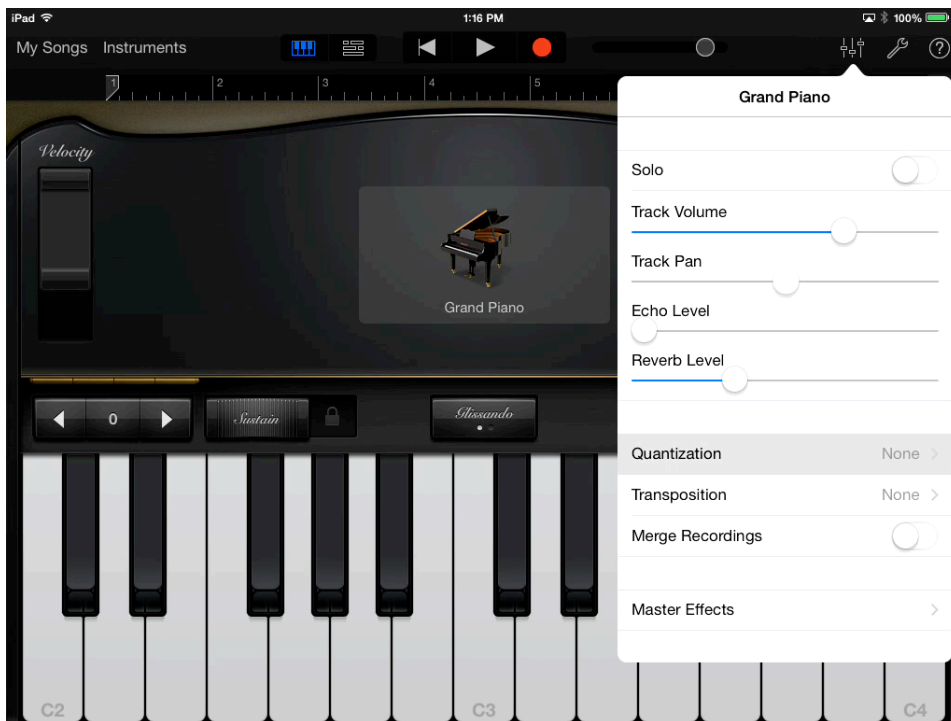 iPad 1:16 PM 100%
My Songs Instruments
?
1 2 3 4 5
Grand Piano
Velocity
Solo
Track Volume
Track Pan
Grand Piano
Echo Level
Reverb Level
0 Sustain Glissando
Quantization None
Transposition None
Merge Recordings
Master Effects
C2 C3 C4